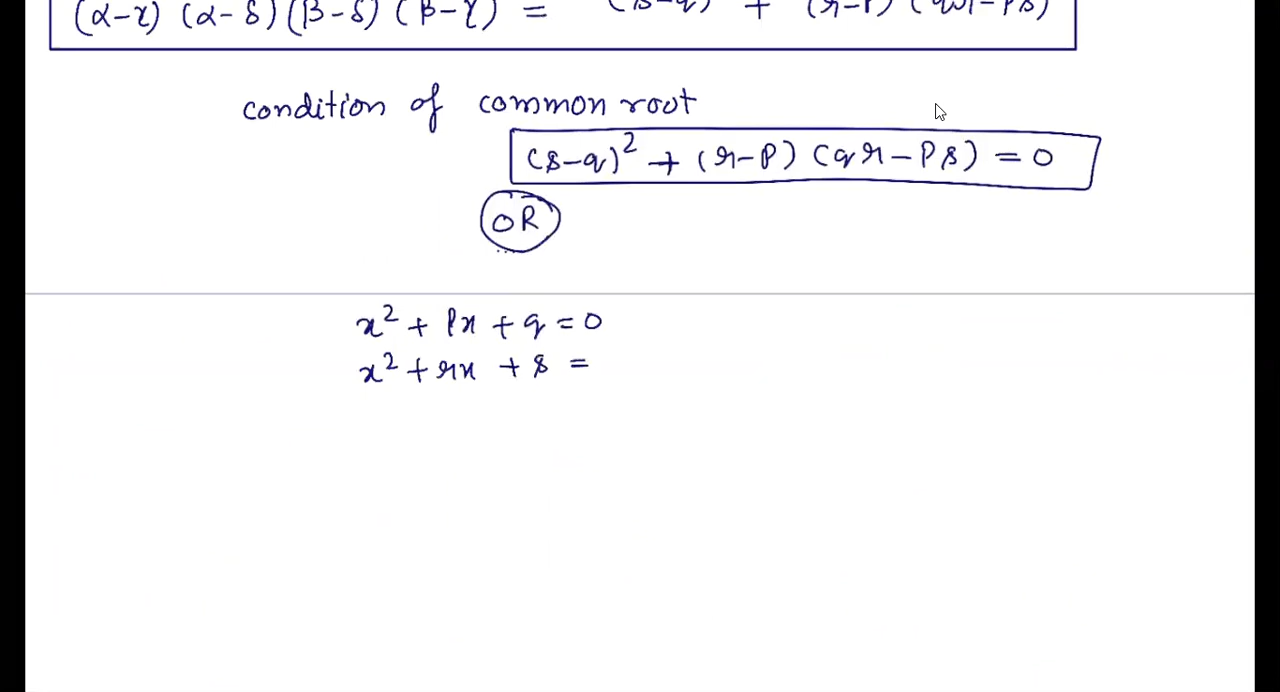 (α-γ) (α-δ)(β-δ)(β-γ) = (s-q)² + (r-p) (qr-ps)
condition of common root
(s-q)² + (r-p) (qr-ps) = 0
OR
x² + px + q = 0
x² + rx + s =